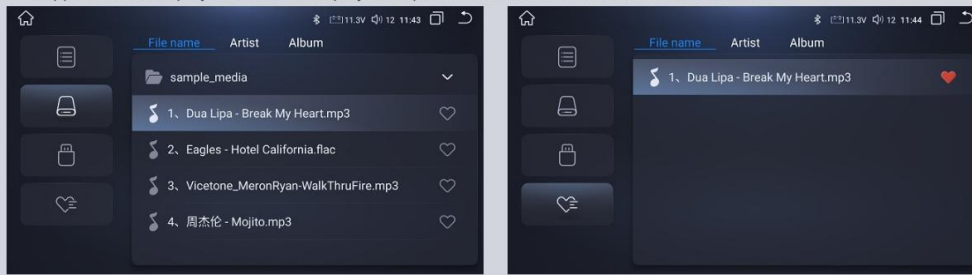 11.3V 12 11:43
File name Artist Album
sample_media
1、Dua Lipa - Break My Heart.mp3
2、Eagles - Hotel California.flac
3、Vicetone_MeronRyan-WalkThruFire.mp3
4、周杰伦 - Mojito.mp3
11.3V 12 11:44
File name Artist Album
1、Dua Lipa - Break My Heart.mp3